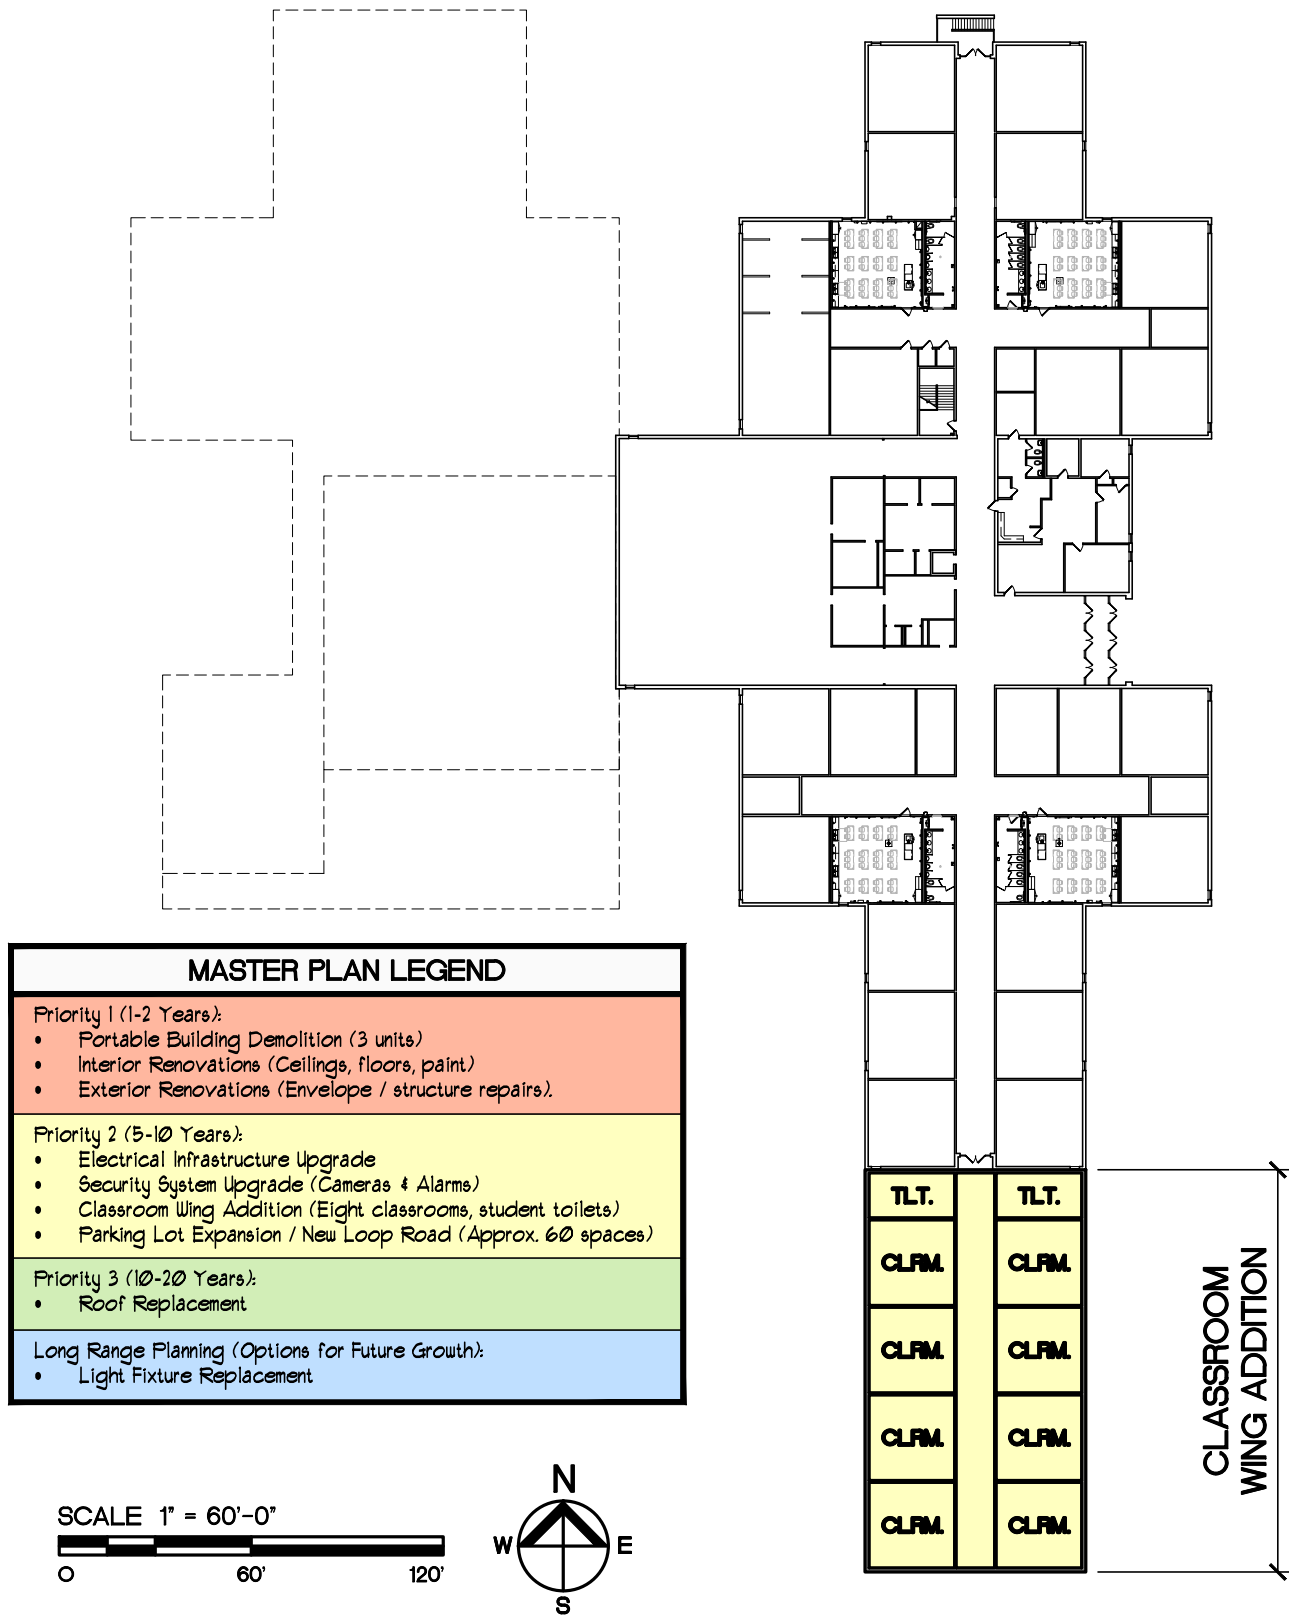 MASTER PLAN LEGEND
Priority 1 (1-2 Years):
• Portable Building Demolition (3 units)
• Interior Renovations (Ceilings, floors, paint)
• Exterior Renovations (Envelope / structure repairs).
Priority 2 (5-10 Years):
• Electrical Infrastructure Upgrade
• Security System Upgrade (Cameras & Alarms)
• Classroom Wing Addition (Eight classrooms, student toilets)
• Parking Lot Expansion / New Loop Road (Approx. 60 spaces)
Priority 3 (10-20 Years):
• Roof Replacement
Long Range Planning (Options for Future Growth):
• Light Fixture Replacement
TLT. TLT.
CLRM. CLRM.
CLRM. CLRM.
CLRM. CLRM.
CLRM. CLRM.
CLASSROOM
WING ADDITION
SCALE 1" = 60'-0"
0 60' 120'
N
W E
S